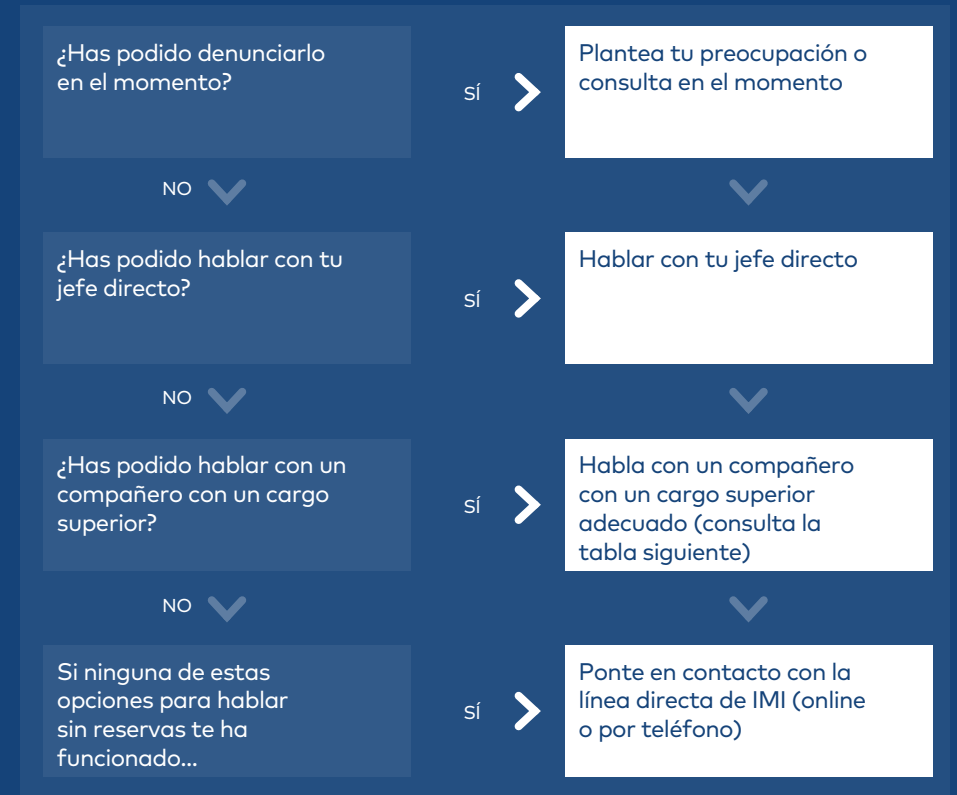 ¿Has podido denunciarlo
en el momento?
SÍ
Plantea tu preocupación o
consulta en el momento
NO
¿Has podido hablar con tu
jefe directo?
SÍ
Hablar con tu jefe directo
NO
¿Has podido hablar con un
compañero con un cargo
superior?
SÍ
Habla con un compañero
con un cargo superior
adecuado (consulta la
tabla siguiente)
NO
Si ninguna de estas
opciones para hablar
sin reservas te ha
funcionado...
SÍ
Ponte en contacto con la
línea directa de IMI (online
o por teléfono)